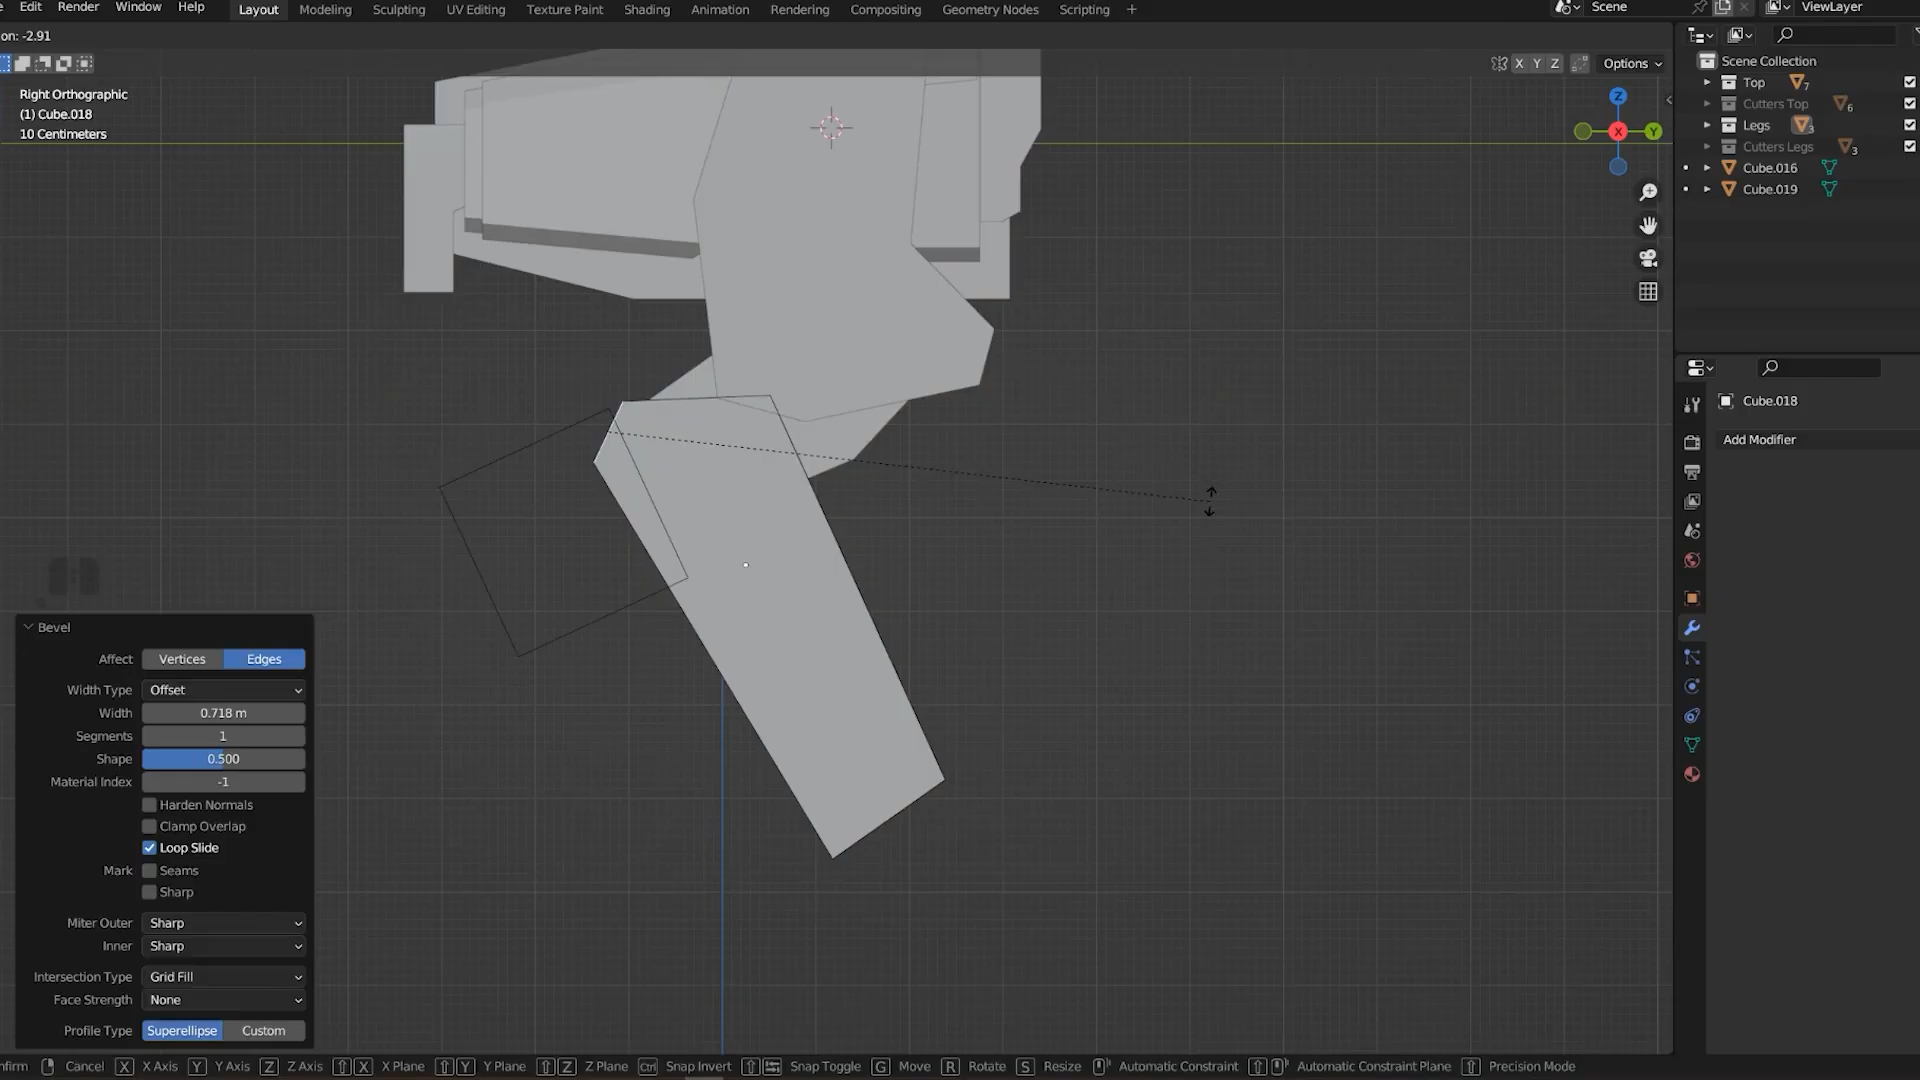 Edit Render Window Help Layout Modeling Sculpting UV Editing Texture Paint Shading Animation Rendering Compositing Geometry Nodes Scripting + Scene ViewLayer
on: -2.91
X Y Z Options
Right Orthographic
(1) Cube.018
10 Centimeters
Z
X
Y
Scene Collection
Top 7
Cutters Top 6
Legs 3
Cutters Legs 3
Cube.016
Cube.019
Cube.018
Add Modifier
Bevel
Affect Vertices Edges
Width Type Offset
Width 0.718 m
Segments 1
Shape 0.500
Material Index -1
Harden Normals
Clamp Overlap
Loop Slide
Mark Seams
Sharp
Miter Outer Sharp
Inner Sharp
Intersection Type Grid Fill
Face Strength None
Profile Type Superellipse Custom
nfirm Cancel X X Axis Y Y Axis Z Z Axis X X Plane Y Y Plane Z Z Plane Ctrl Snap Invert Snap Toggle G Move R Rotate S Resize Automatic Constraint Automatic Constraint Plane Precision Mode